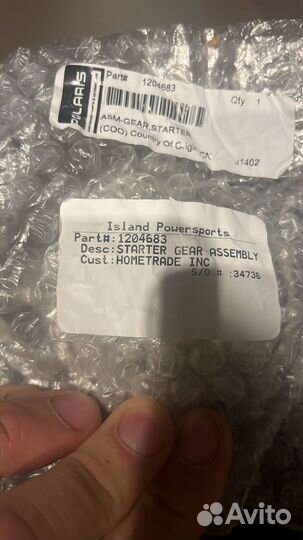 POLARIS
Part# 1204683
Qty 1
ASM-GEAR,STARTER
(COO) Country of Origin CN
Island Powersports
Part#:1204683
Desc:STARTER GEAR ASSEMBLY
Cust:HOMETRADE INC
S/O # :34736
Avito